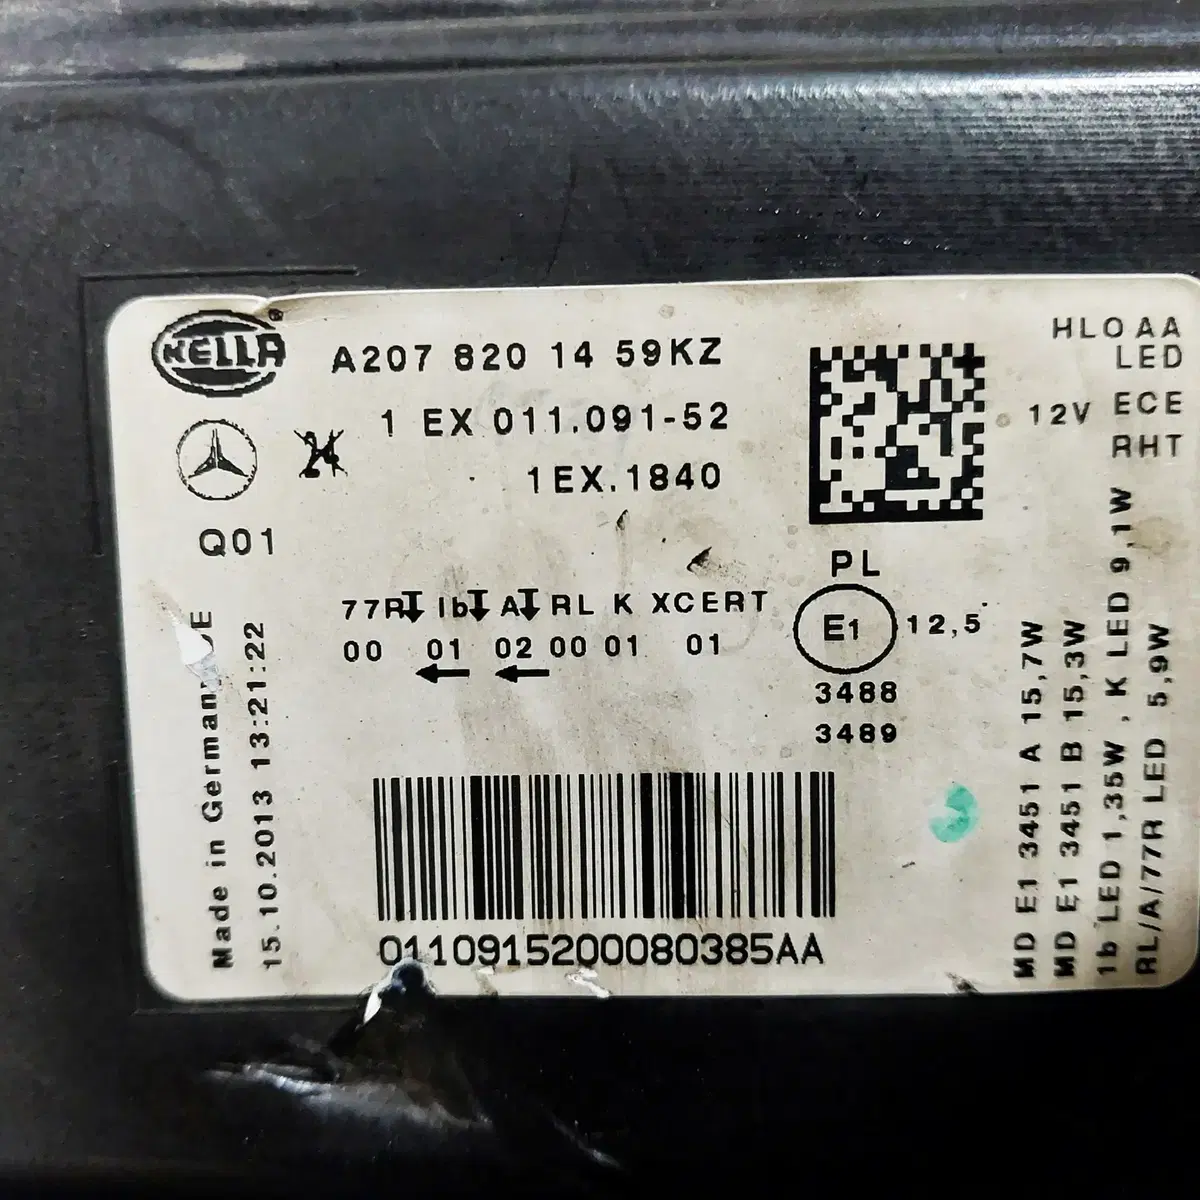 HELLA
A207 820 14 59KZ
1 EX 011.091-52
1EX.1840
Q01
HLOAA
LED
12V ECE
RHT
PL
77R Ib A RL K XCERT
00 01 02 00 01 01
E1
12,5
3488
3489
Made in Germany
15.10.2013 13:21:22
0110915200080385AA
MD E1 3451 A 15,7W
MD E1 3451 B 15,3W
1b LED 1,35W , K LED 9,1W
RL/A/77R LED 5,9W